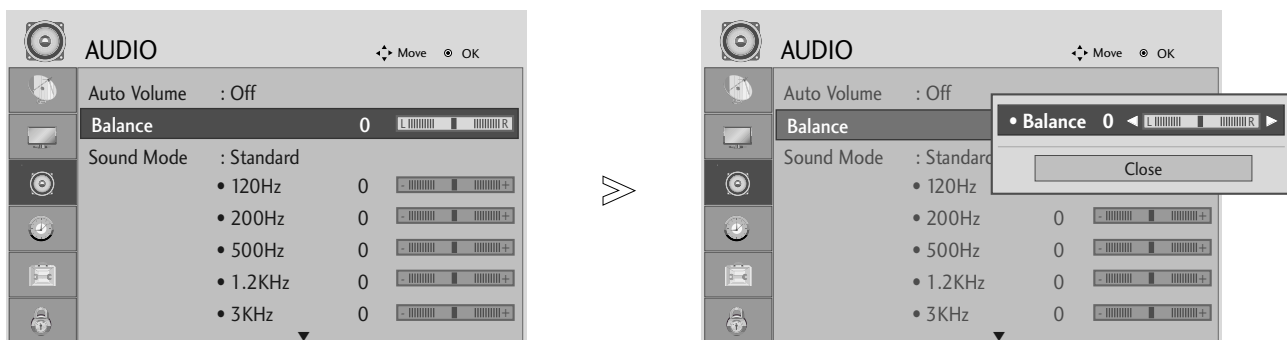 AUDIO Move OK
Auto Volume : Off
Balance 0 L R
Sound Mode : Standard
• 120Hz 0 - +
• 200Hz 0 - +
• 500Hz 0 - +
• 1.2KHz 0 - +
• 3KHz 0 - +
AUDIO Move OK
Auto Volume : Off
Balance
• Balance 0 L R
Close
Sound Mode : Standard
• 120Hz
• 200Hz 0 - +
• 500Hz 0 - +
• 1.2KHz 0 - +
• 3KHz 0 - +